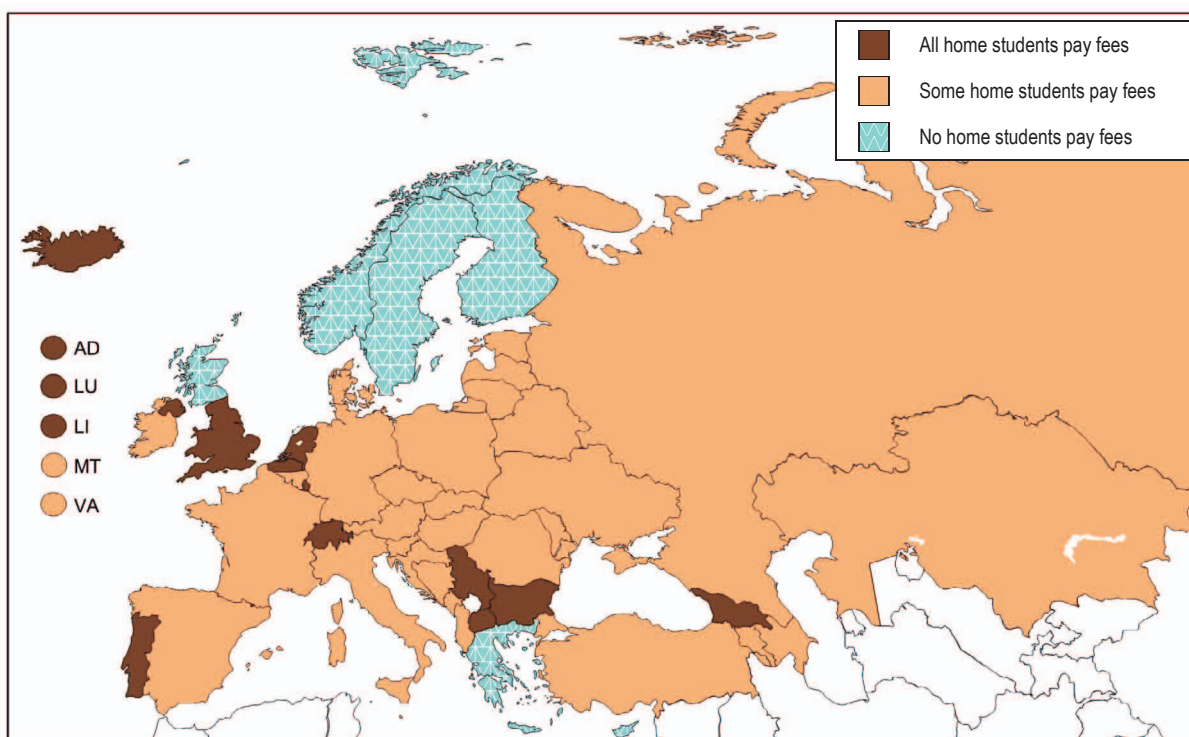 All home students pay fees
Some home students pay fees
No home students pay fees
AD
LU
LI
MT
VA